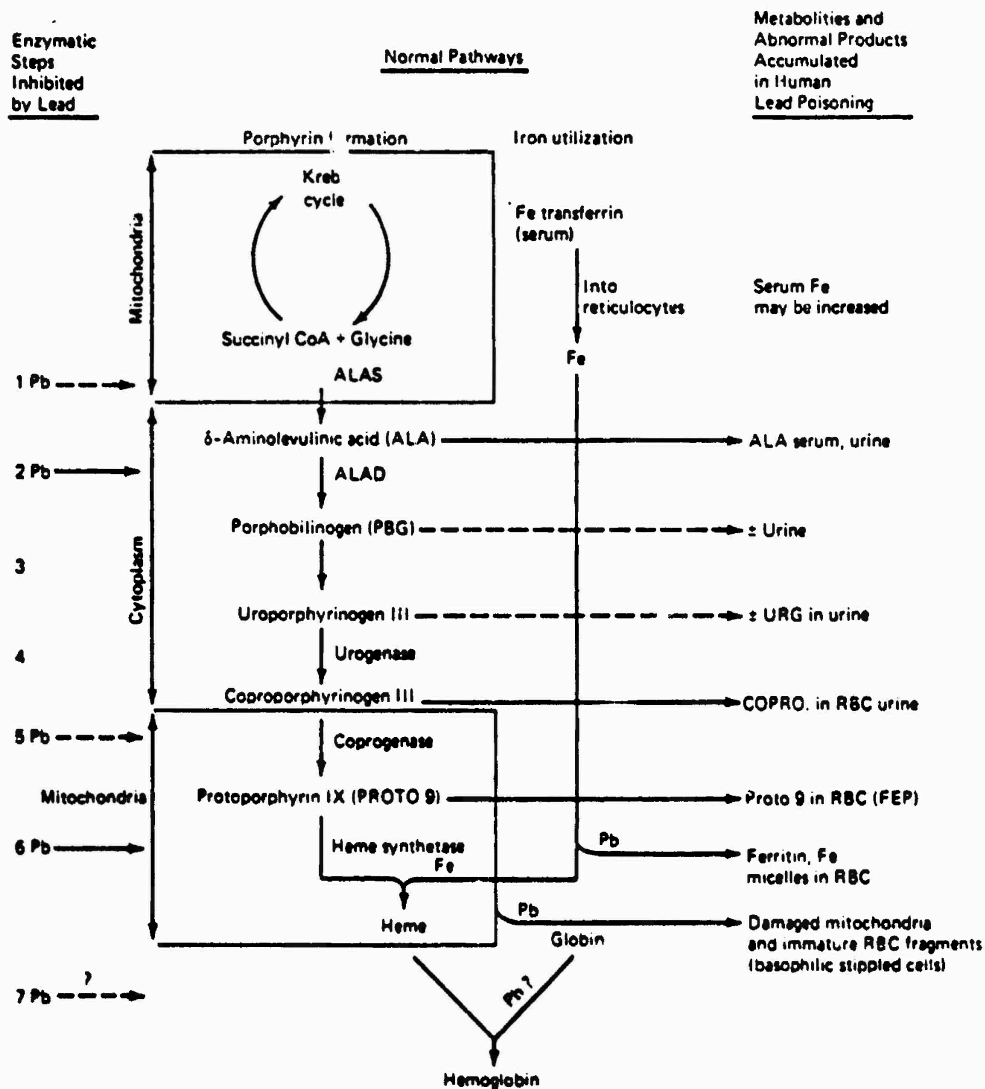 Enzymatic
Steps
Inhibited
by Lead
Normal Pathways
Metabolities and
Abnormal Products
Accumulated
in Human
Lead Poisoning
Porphyrin rmation
Iron utilization
Mitochondria
Kreb
cycle
Fe transferrin
(serum)
Into
reticulocytes
Serum Fe
may be increased
Succinyl CoA + Glycine
Fe
ALAS
1 Pb
Cytoplasm
δ-Aminolevulinic acid (ALA)
ALA serum, urine
2 Pb
ALAD
Porphobilinogen (PBG)
± Urine
3
Uroporphyrinogen III
± URG in urine
4
Urogenase
Coproporphyrinogen III
COPRO. in RBC urine
5 Pb
Coprogenase
Mitochondria
Protoporphyrin IX (PROTO 9)
Proto 9 in RBC (FEP)
6 Pb
Heme synthetase
Fe
Pb
Ferritin, Fe
micelles in RBC
Heme
Pb
Globin
Damaged mitochondria
and immature RBC fragments
(basophilic stippled cells)
7 Pb
?
Pb ?
Hemoglobin